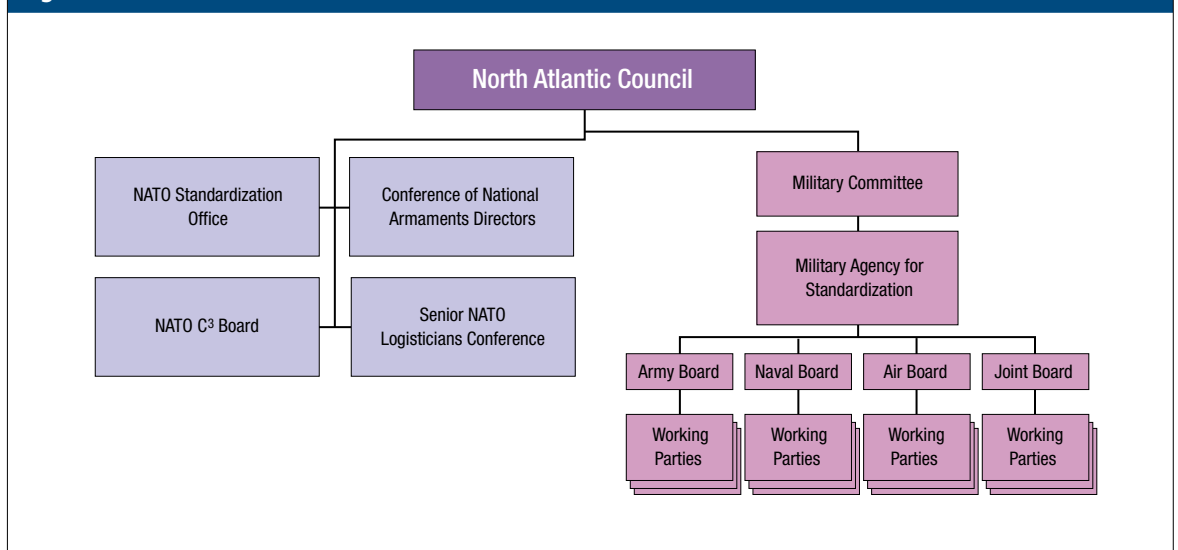 North Atlantic Council
NATO Standardization
Office
Conference of National
Armaments Directors
NATO C³ Board
Senior NATO
Logisticians Conference
Military Committee
Military Agency for
Standardization
Army Board
Naval Board
Air Board
Joint Board
Working
Parties
Working
Parties
Working
Parties
Working
Parties